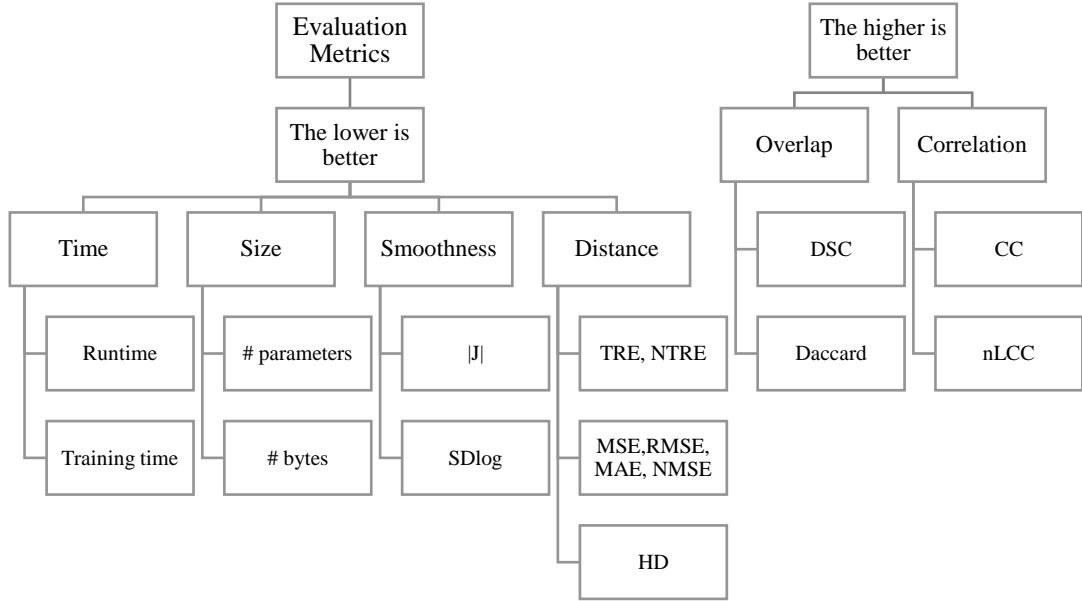 Evaluation
Metrics
The higher is
better
The lower is
better
Overlap
Correlation
Time
Size
Smoothness
Distance
DSC
CC
Runtime
# parameters
|J|
TRE, NTRE
Daccard
nLCC
Training time
# bytes
SDlog
MSE,RMSE,
MAE, NMSE
HD